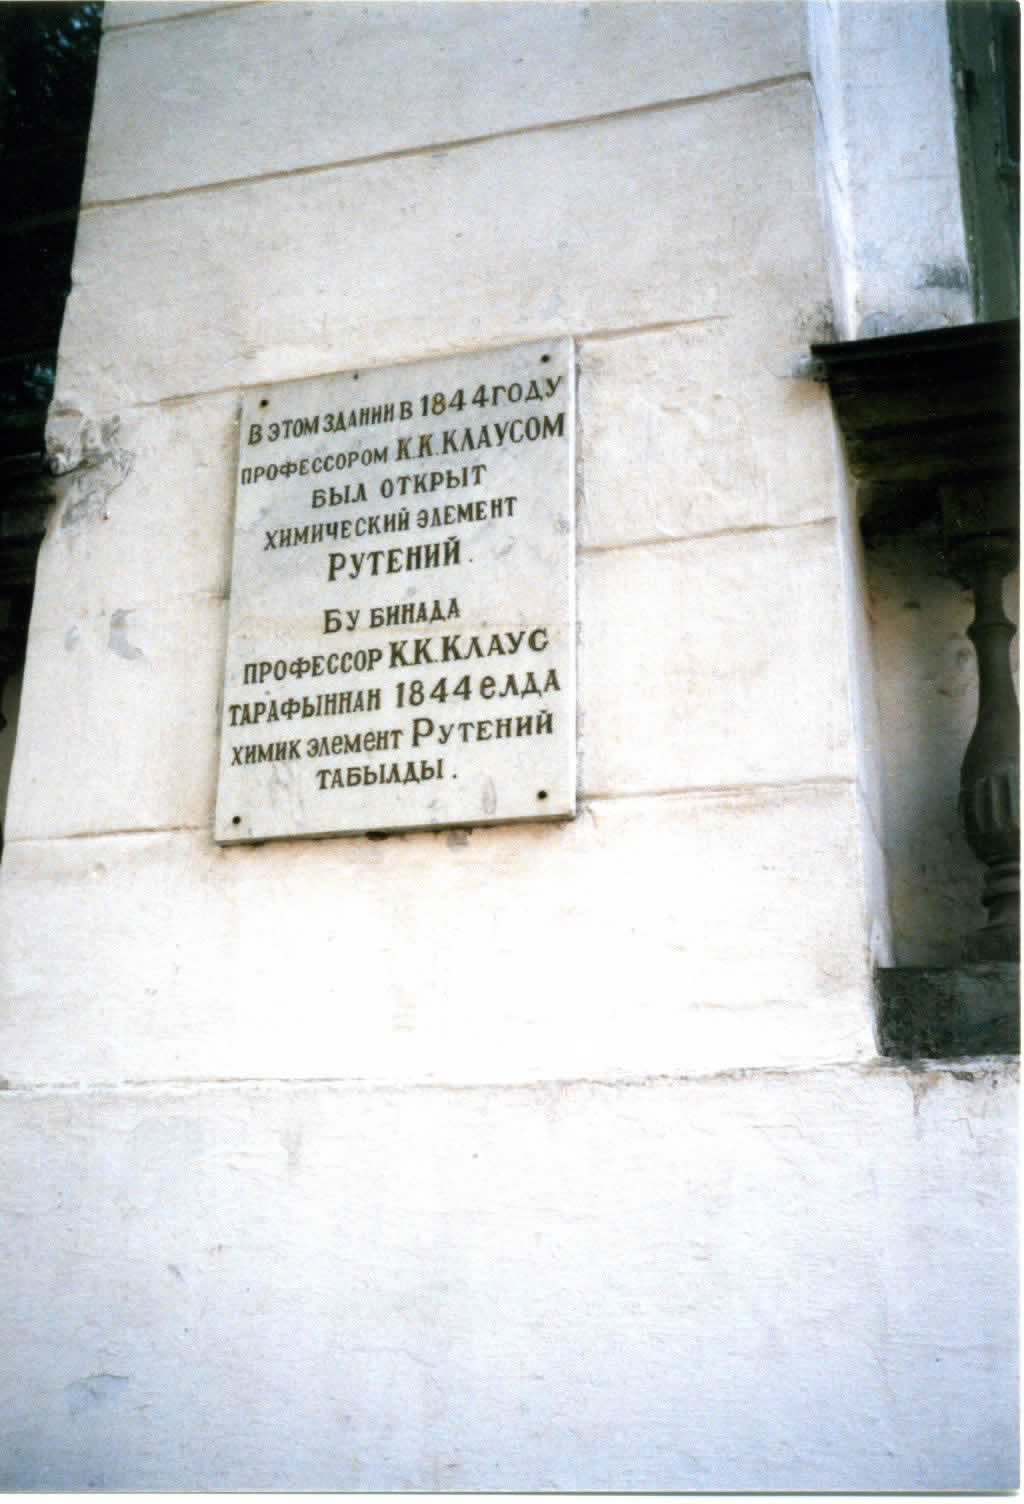 В ЭТОМ ЗДАНИИ В 1844 ГОДУ
ПРОФЕССОРОМ К.К.КЛАУСОМ
БЫЛ ОТКРЫТ
ХИМИЧЕСКИЙ ЭЛЕМЕНТ
РУТЕНИЙ.
БУ БИНАДА
ПРОФЕССОР К.К.КЛАУС
ТАРАФЫННАН 1844 еЛДА
ХИМИК ЭЛеМеНТ РУТЕНИЙ
ТАБЫЛДЫ.